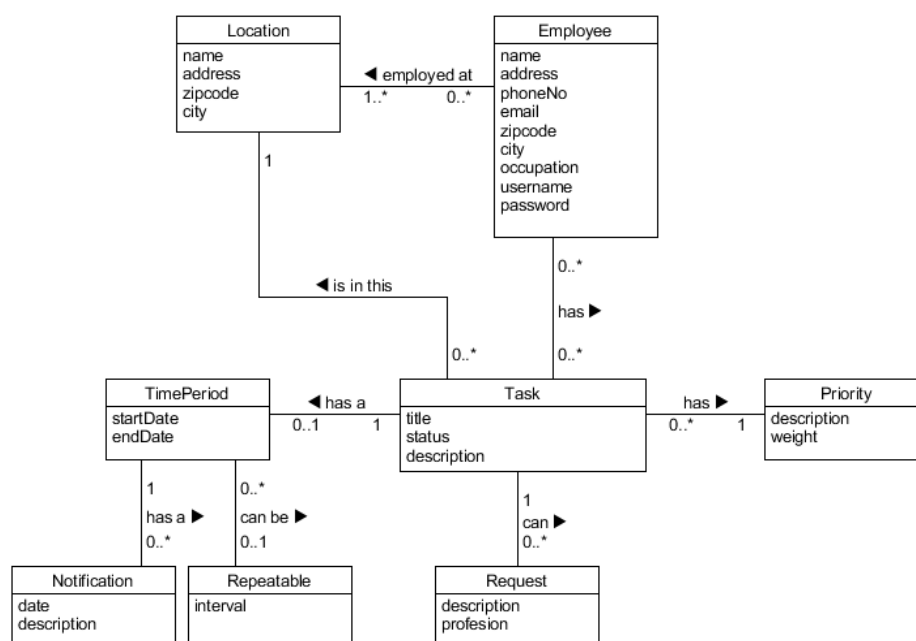 Location
name
address
zipcode
city
Employee
name
address
phoneNo
email
zipcode
city
occupation
username
password
◄ employed at
1..*
0..*
1
◄ is in this
0..*
0..*
has ►
0..*
TimePeriod
startDate
endDate
◄ has a
0..1
1
Task
title
status
description
has ►
0..*
1
Priority
description
weight
1
has a ►
0..*
0..*
can be ►
0..1
1
can ►
0..*
Notification
date
description
Repeatable
interval
Request
description
profesion